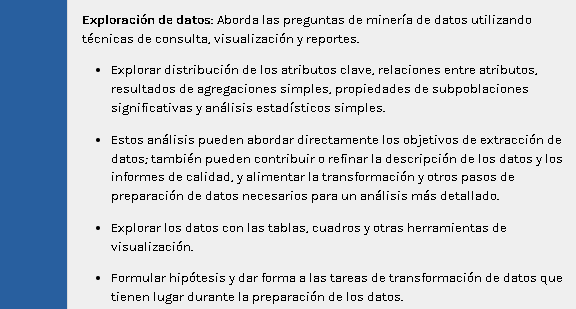 Exploración de datos: Aborda las preguntas de minería de datos utilizando
técnicas de consulta, visualización y reportes.
• Explorar distribución de los atributos clave, relaciones entre atributos,
resultados de agregaciones simples, propiedades de subpoblaciones
significativas y análisis estadísticos simples.
• Estos análisis pueden abordar directamente los objetivos de extracción de
datos; también pueden contribuir o refinar la descripción de los datos y los
informes de calidad, y alimentar la transformación y otros pasos de
preparación de datos necesarios para un análisis más detallado.
• Explorar los datos con las tablas, cuadros y otras herramientas de
visualización.
• Formular hipótesis y dar forma a las tareas de transformación de datos que
tienen lugar durante la preparación de los datos.